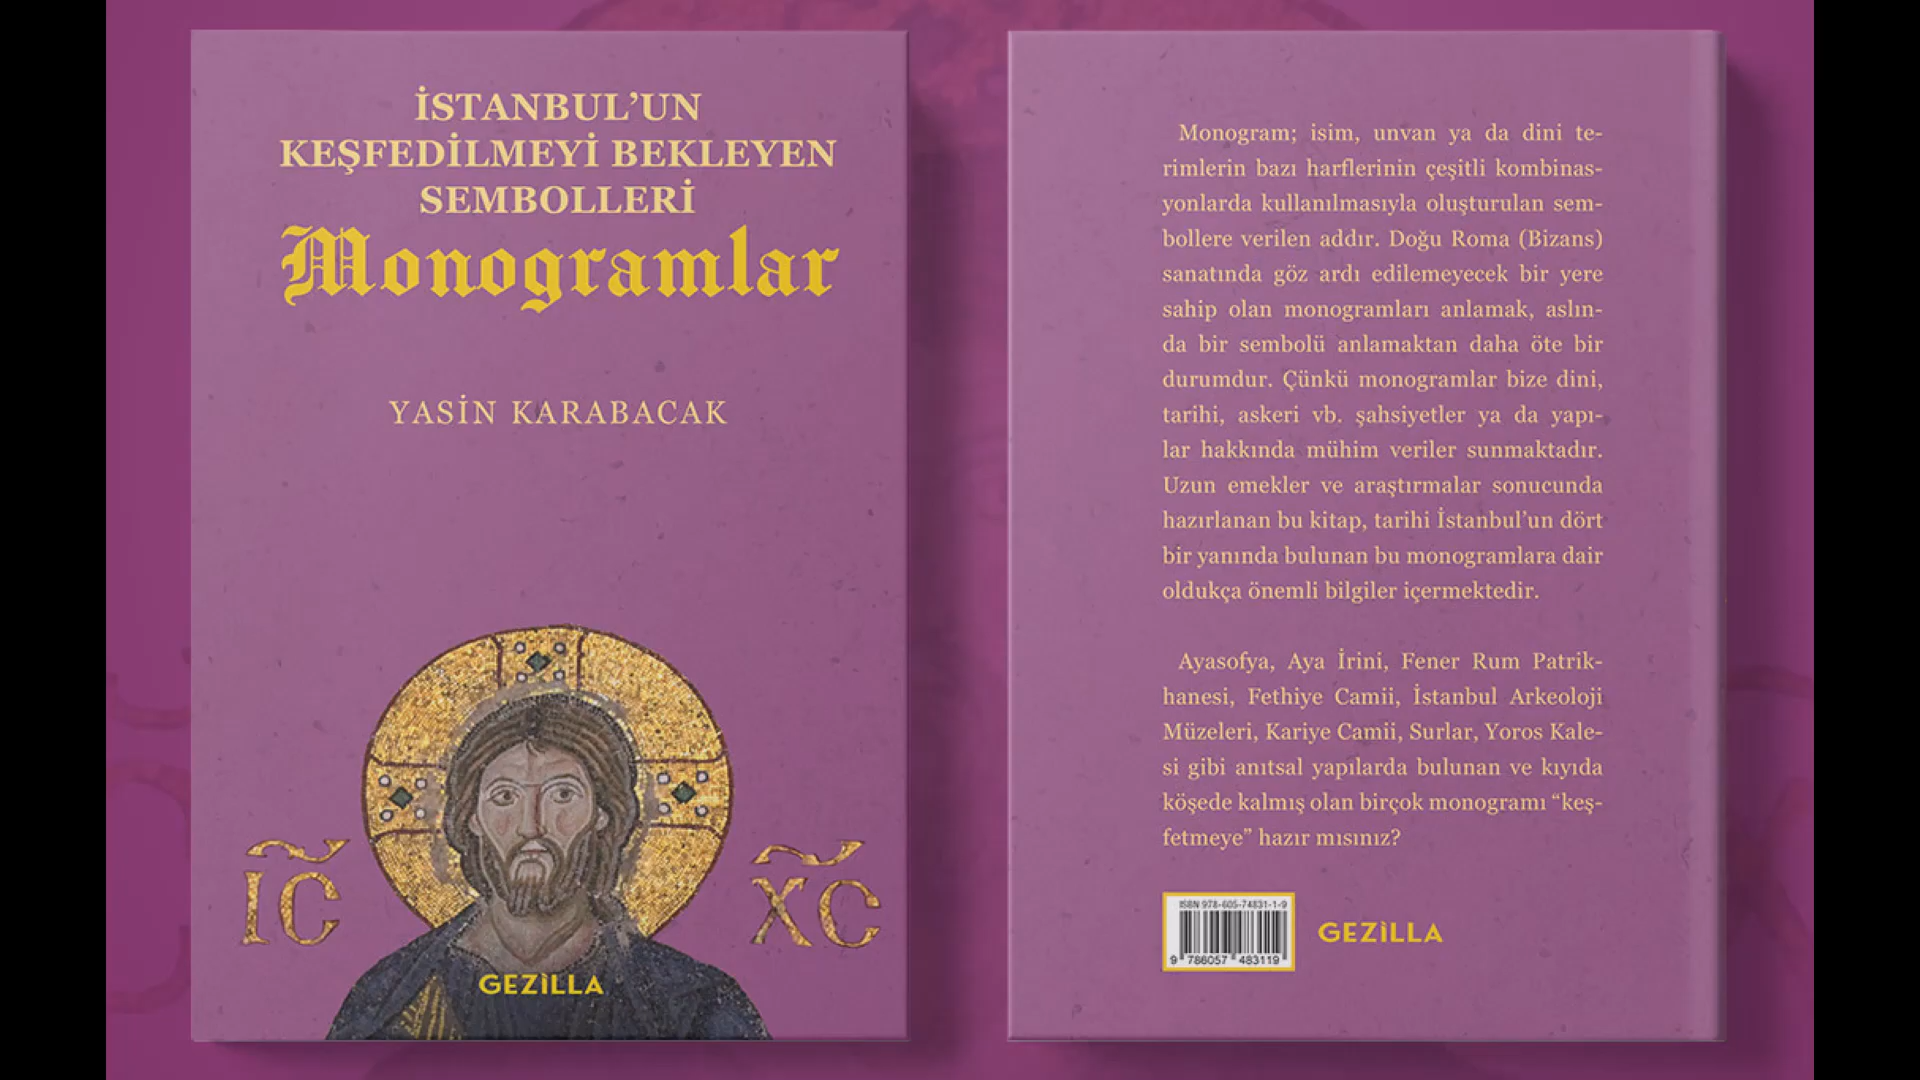 İSTANBUL’UN
KEŞFEDİLMEYİ BEKLEYEN
SEMBOLLERİ
Monogramlar
YASİN KARABACAK
IC
XC
GEZİLLA
Monogram; isim, unvan ya da dini te-
rimlerin bazı harflerinin çeşitli kombinas-
yonlarda kullanılmasıyla oluşturulan sem-
bollere verilen addır. Doğu Roma (Bizans)
sanatında göz ardı edilemeyecek bir yere
sahip olan monogramları anlamak, aslın-
da bir sembolü anlamaktan daha öte bir
durumdur. Çünkü monogramlar bize dini,
tarihi, askeri vb. şahsiyetler ya da yapı-
lar hakkında mühim veriler sunmaktadır.
Uzun emekler ve araştırmalar sonucunda
hazırlanan bu kitap, tarihi İstanbul’un dört
bir yanında bulunan bu monogramlara dair
oldukça önemli bilgiler içermektedir.
Ayasofya, Aya İrini, Fener Rum Patrik-
hanesi, Fethiye Camii, İstanbul Arkeoloji
Müzeleri, Kariye Camii, Surlar, Yoros Kale-
si gibi anıtsal yapılarda bulunan ve kıyıda
köşede kalmış olan birçok monogramı “keş-
fetmeye” hazır mısınız?
ISBN 978-605-74831-1-9
9 786057 483119
GEZİLLA